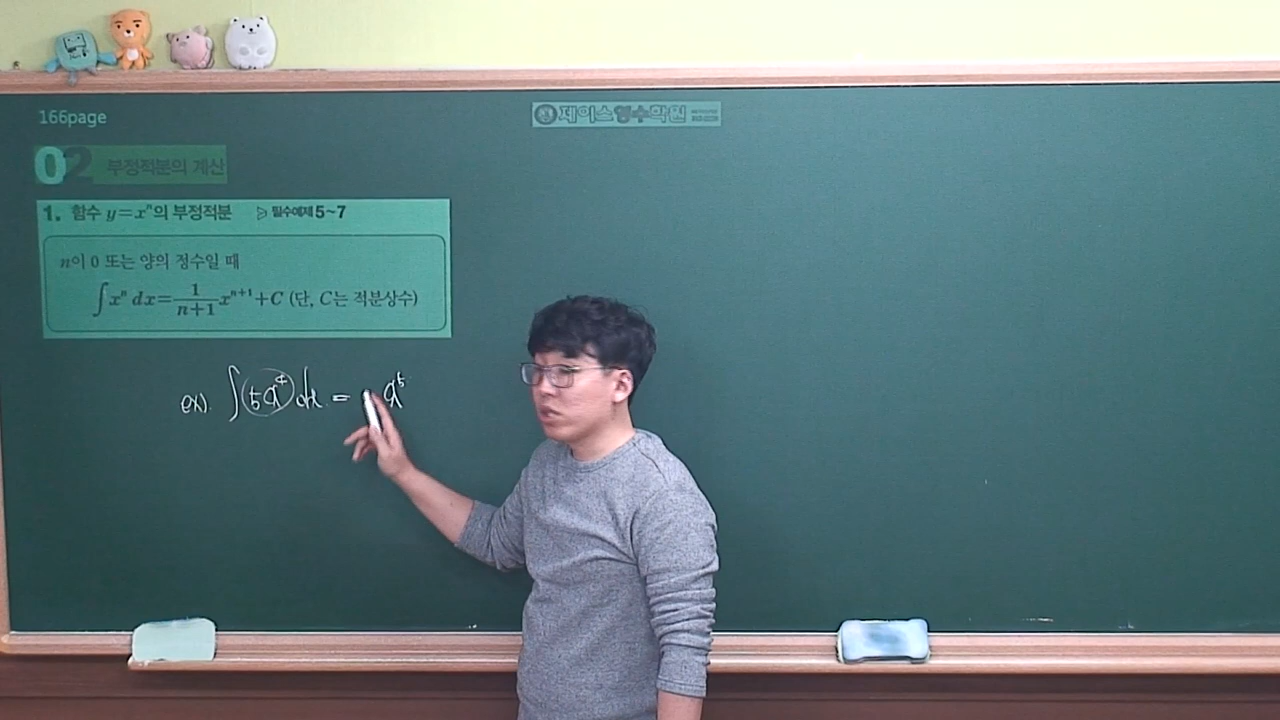 166page
제이스영수학원
02 부정적분의 계산
1. 함수 y=xⁿ의 부정적분 ▷ 필수예제 5~7
n이 0 또는 양의 정수일 때
∫xⁿ dx = 1/(n+1) xⁿ⁺¹+C (단, C는 적분상수)
ex). ∫(5x⁴)dx = x⁵